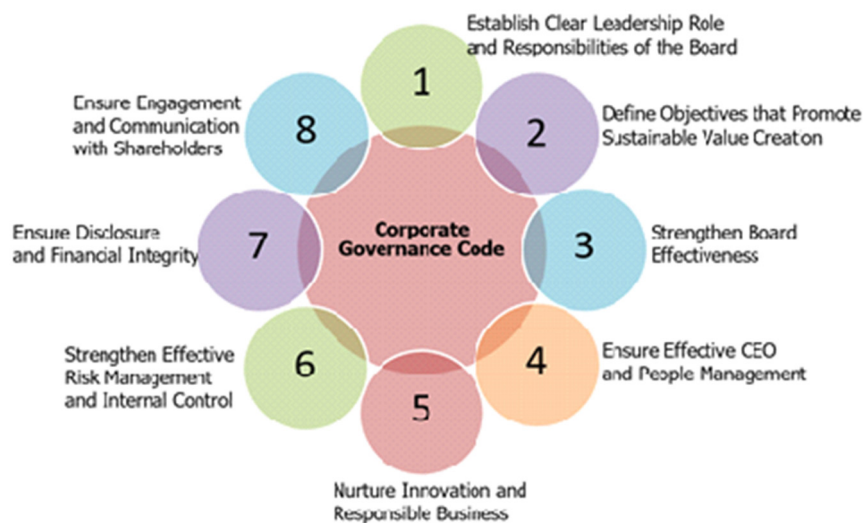 Corporate
Governance Code
1
Establish Clear Leadership Role
and Responsibilities of the Board
2
Define Objectives that Promote
Sustainable Value Creation
3
Strengthen Board
Effectiveness
4
Ensure Effective CEO
and People Management
5
Nurture Innovation and
Responsible Business
6
Strengthen Effective
Risk Management
and Internal Control
7
Ensure Disclosure
and Financial Integrity
8
Ensure Engagement
and Communication
with Shareholders